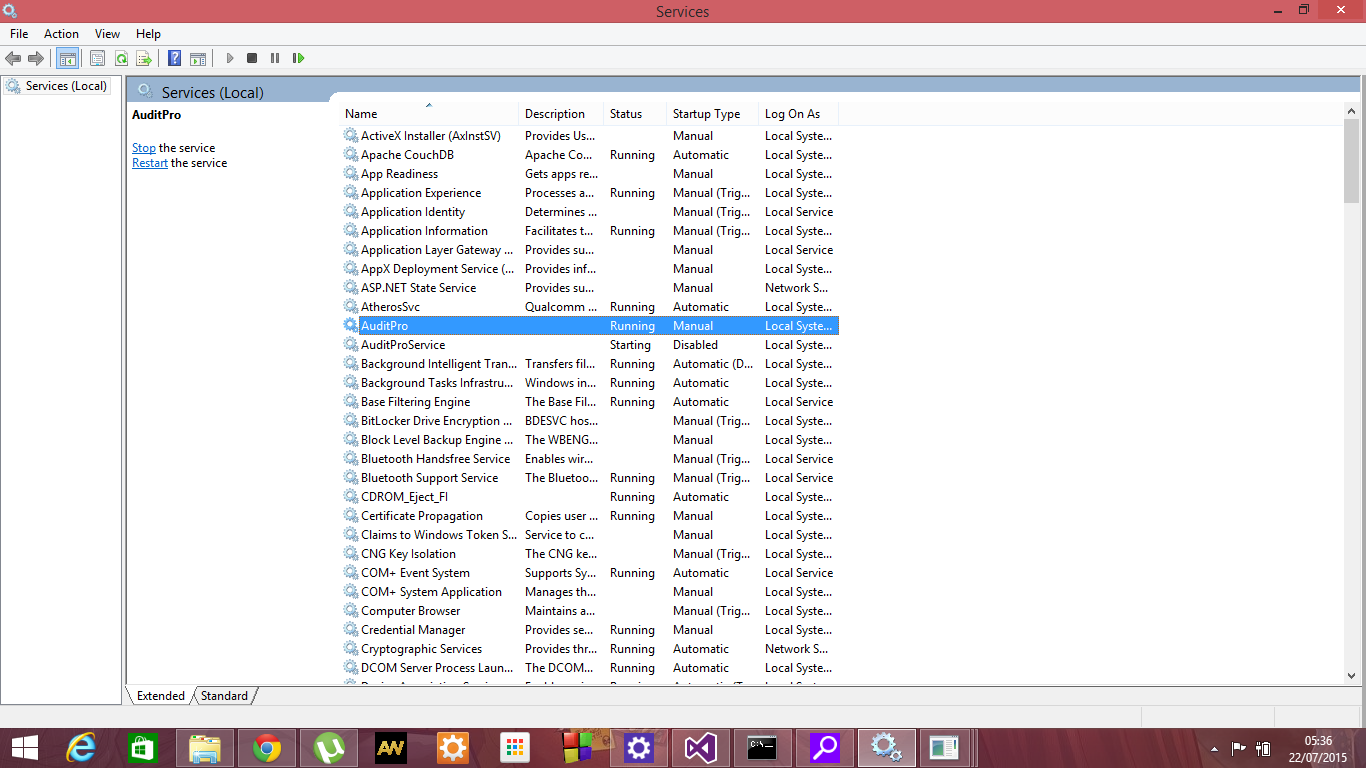 Services
File Action View Help
Services (Local)
Services (Local)
AuditPro
Stop the service
Restart the service
Name Description Status Startup Type Log On As
ActiveX Installer (AxInstSV) Provides Us... Manual Local Syste...
Apache CouchDB Apache Co... Running Automatic Local Syste...
App Readiness Gets apps re... Manual Local Syste...
Application Experience Processes a... Running Manual (Trig... Local Syste...
Application Identity Determines ... Manual (Trig... Local Service
Application Information Facilitates t... Running Manual (Trig... Local Syste...
Application Layer Gateway ... Provides su... Manual Local Service
AppX Deployment Service (... Provides inf... Manual Local Syste...
ASP.NET State Service Provides su... Manual Network S...
AtherosSvc Qualcomm ... Running Automatic Local Syste...
AuditPro Running Manual Local Syste...
AuditProService Starting Disabled Local Syste...
Background Intelligent Tran... Transfers fil... Running Automatic (D... Local Syste...
Background Tasks Infrastru... Windows in... Running Automatic Local Syste...
Base Filtering Engine The Base Fil... Running Automatic Local Service
BitLocker Drive Encryption ... BDESVC hos... Manual (Trig... Local Syste...
Block Level Backup Engine ... The WBENG... Manual Local Syste...
Bluetooth Handsfree Service Enables wir... Manual (Trig... Local Service
Bluetooth Support Service The Bluetoo... Running Manual (Trig... Local Service
CDROM_Eject_FI Running Automatic Local Syste...
Certificate Propagation Copies user ... Running Manual Local Syste...
Claims to Windows Token S... Service to c... Manual Local Syste...
CNG Key Isolation The CNG ke... Manual (Trig... Local Syste...
COM+ Event System Supports Sy... Running Automatic Local Service
COM+ System Application Manages th... Manual Local Syste...
Computer Browser Maintains a... Manual (Trig... Local Syste...
Credential Manager Provides se... Running Manual Local Syste...
Cryptographic Services Provides thr... Running Automatic Network S...
DCOM Server Process Laun... The DCOM... Running Automatic Local Syste...
Extended Standard
AW
C:\
05:36
22/07/2015